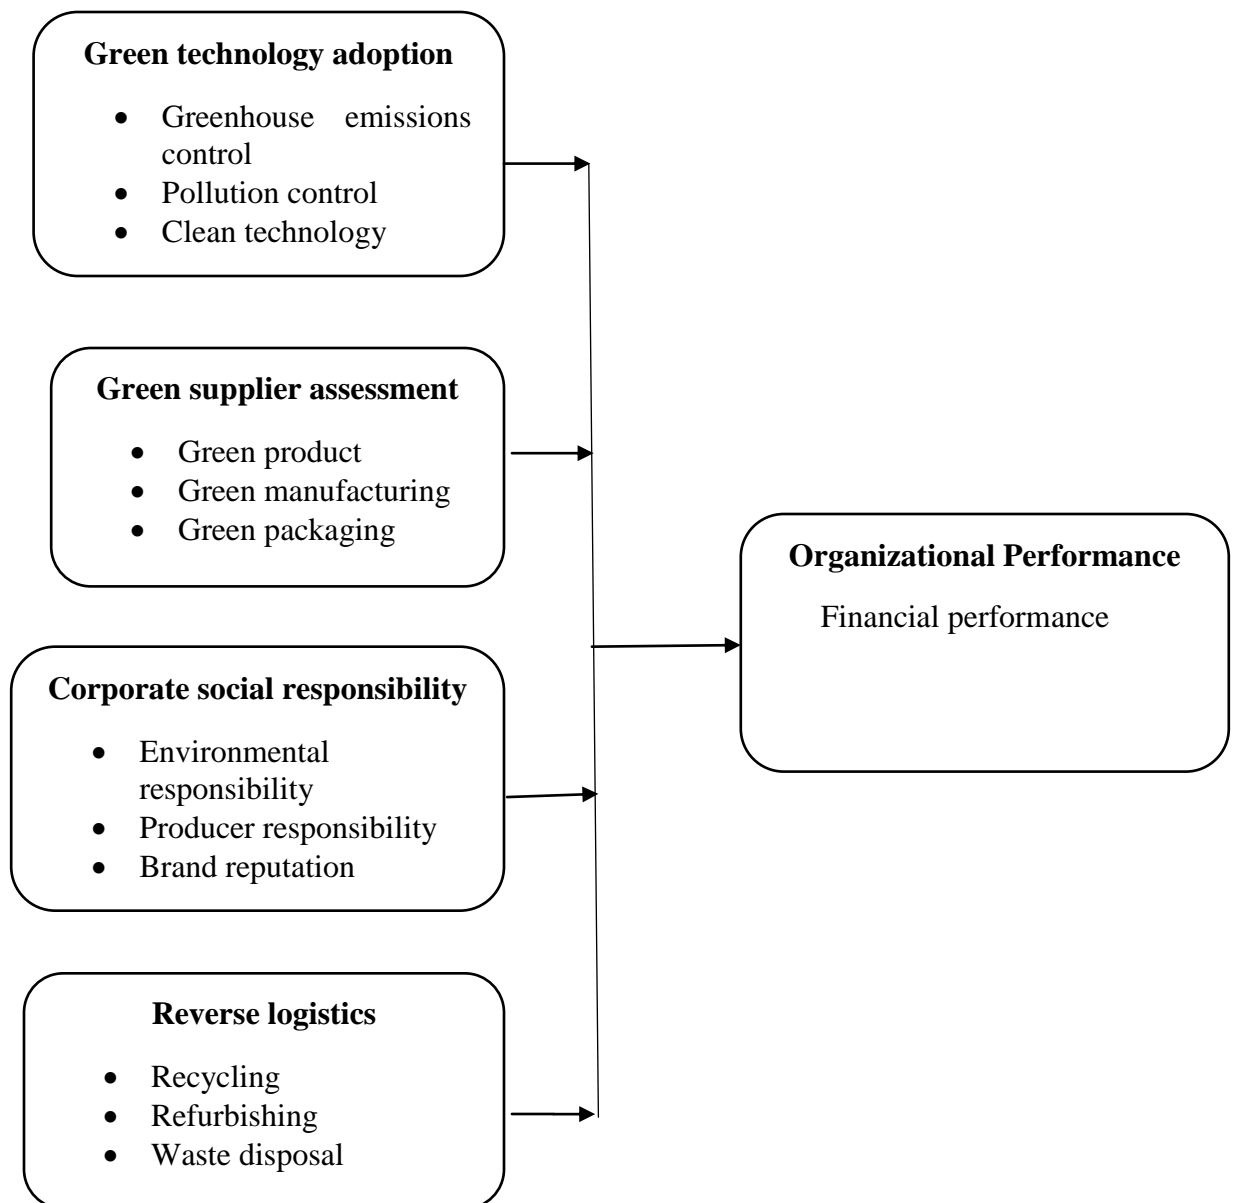 Green technology adoption
• Greenhouse emissions
control
• Pollution control
• Clean technology
Green supplier assessment
• Green product
• Green manufacturing
• Green packaging
Organizational Performance
Financial performance
Corporate social responsibility
• Environmental
responsibility
• Producer responsibility
• Brand reputation
Reverse logistics
• Recycling
• Refurbishing
• Waste disposal